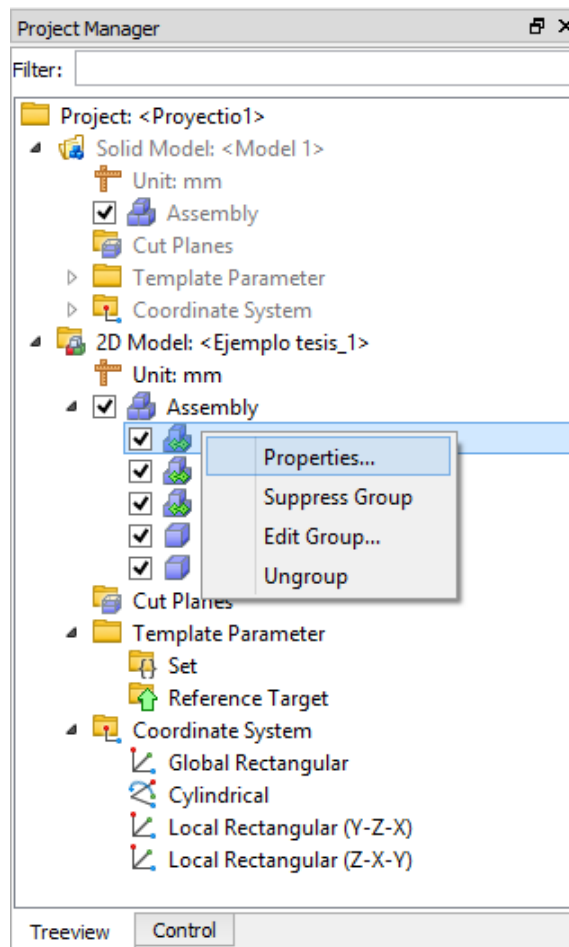 Project Manager
Filter:
Project: <Proyectio1>
Solid Model: <Model 1>
Unit: mm
Assembly
Cut Planes
Template Parameter
Coordinate System
2D Model: <Ejemplo tesis_1>
Unit: mm
Assembly
Properties...
Suppress Group
Edit Group...
Ungroup
Cut Planes
Template Parameter
Set
Reference Target
Coordinate System
Global Rectangular
Cylindrical
Local Rectangular (Y-Z-X)
Local Rectangular (Z-X-Y)
Treeview Control